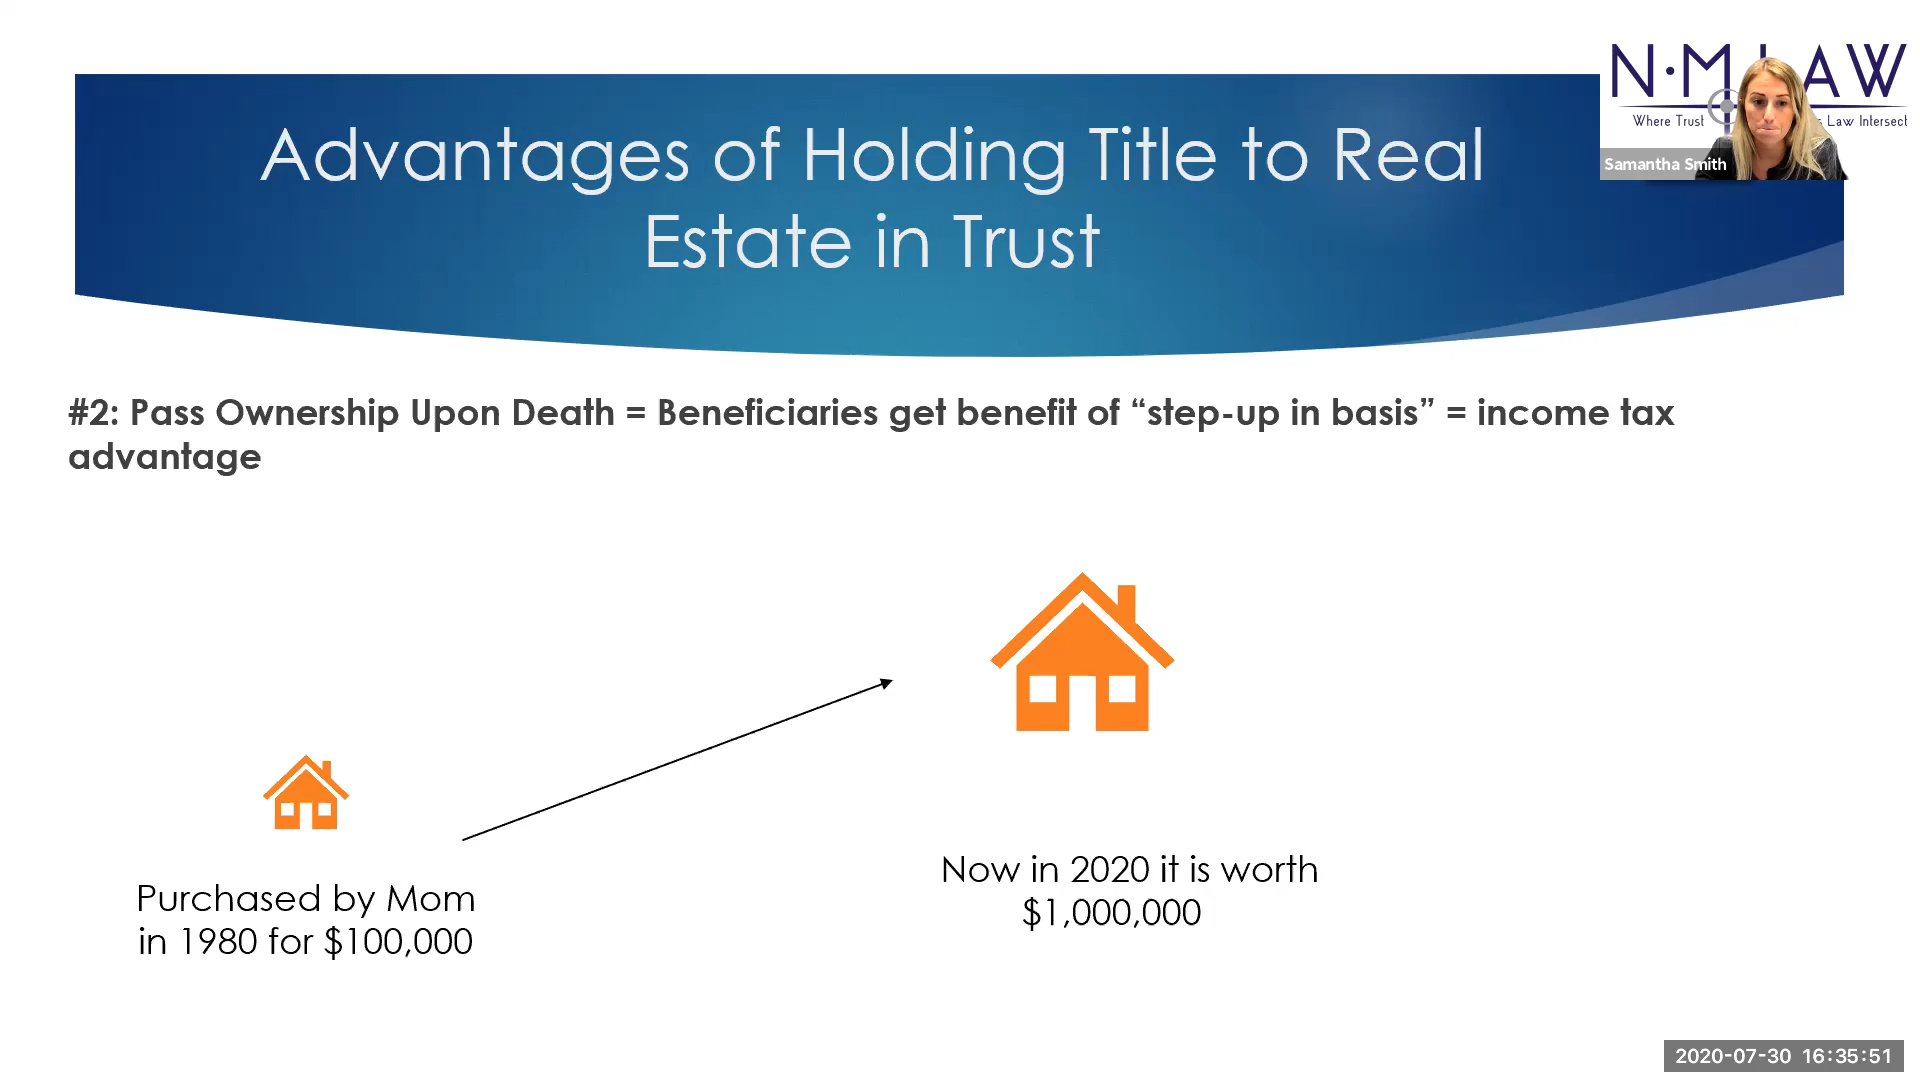 N·M LAW
Where Trust
s Law Intersect
Samantha Smith
Advantages of Holding Title to Real
Estate in Trust
#2: Pass Ownership Upon Death = Beneficiaries get benefit of “step-up in basis” = income tax
advantage
Purchased by Mom
in 1980 for $100,000
Now in 2020 it is worth
$1,000,000
2020-07-30 16:35:51